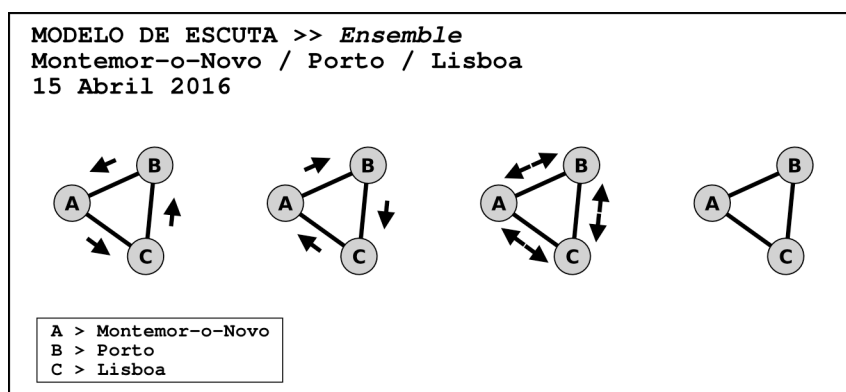 MODELO DE ESCUTA >> Ensemble
Montemor-o-Novo / Porto / Lisboa
15 Abril 2016
B
A
C
B
A
C
B
A
C
B
A
C
A > Montemor-o-Novo
B > Porto
C > Lisboa